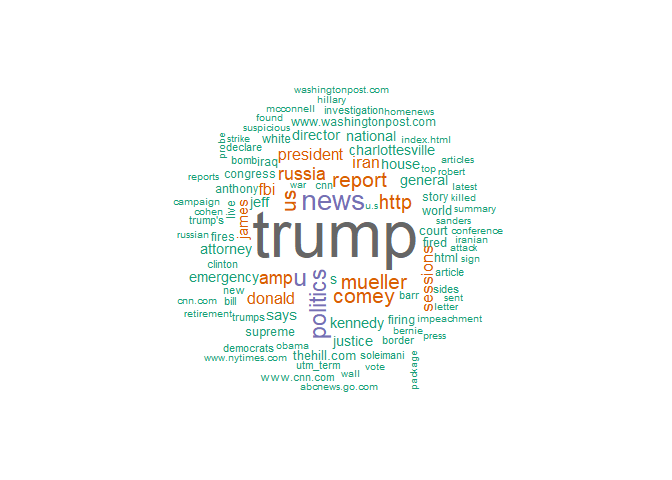 washingtonpost.com
hillary
mcconnell investigation homenews
found www.washingtonpost.com
suspicious director national index.html
strike white
probe declare president charlottesville
bomb iraq iran house articles
congress russia report top robert
reports anthony fbi war cnn general latest
campaign live jeff us news u.s http story killed
cohen james world summary
trump's trump sanders
russian fires court conference
attorney fired iranian
attack
clinton html sign
emergency amp u s mueller sessions article
new donald comey barr sides
cnn.com bill sent
retirement trumps says politics kennedy firing letter
supreme bernie impeachment
justice border press
democrats obama
www.nytimes.com thehill.com soleimani
utm_term vote
www.cnn.com wall package
abcnews.go.com